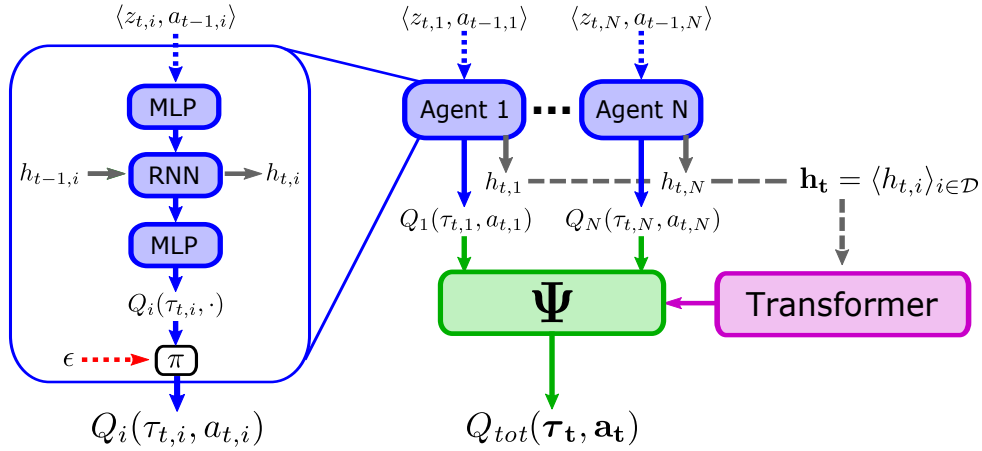 ⟨z_{t,i}, a_{t−1,i}⟩
MLP
h_{t−1,i}
RNN
h_{t,i}
MLP
Q_i(τ_{t,i}, ·)
ϵ
π
Q_i(τ_{t,i}, a_{t,i})
⟨z_{t,1}, a_{t−1,1}⟩
⟨z_{t,N}, a_{t−1,N}⟩
Agent 1
...
Agent N
h_{t,1}
h_{t,N}
h_t = ⟨h_{t,i}⟩_{i∈𝒟}
Q_1(τ_{t,1}, a_{t,1})
Q_N(τ_{t,N}, a_{t,N})
Ψ
Transformer
Q_{tot}(τ_t, a_t)